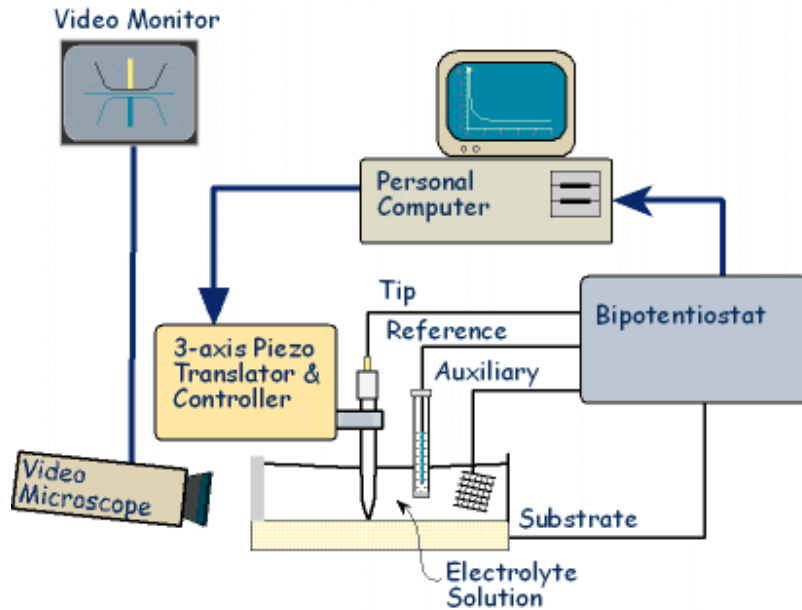 Video Monitor
Personal
Computer
Tip
Reference
Auxiliary
Bipotentiostat
3-axis Piezo
Translator &
Controller
Video
Microscope
Substrate
Electrolyte
Solution